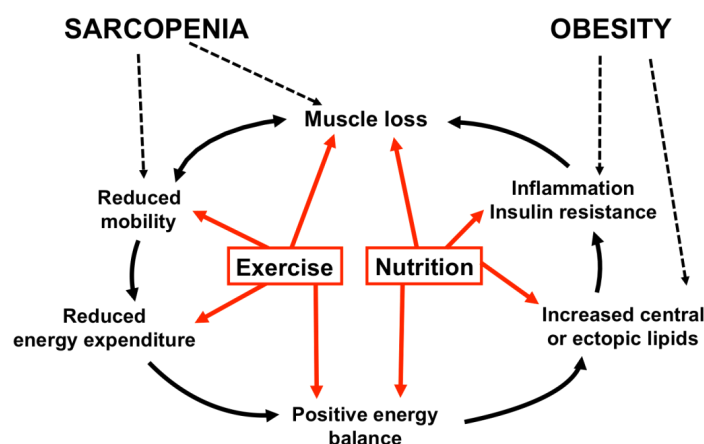 SARCOPENIA
OBESITY
Muscle loss
Reduced
mobility
Inflammation
Insulin resistance
Exercise
Nutrition
Reduced
energy expenditure
Increased central
or ectopic lipids
Positive energy
balance